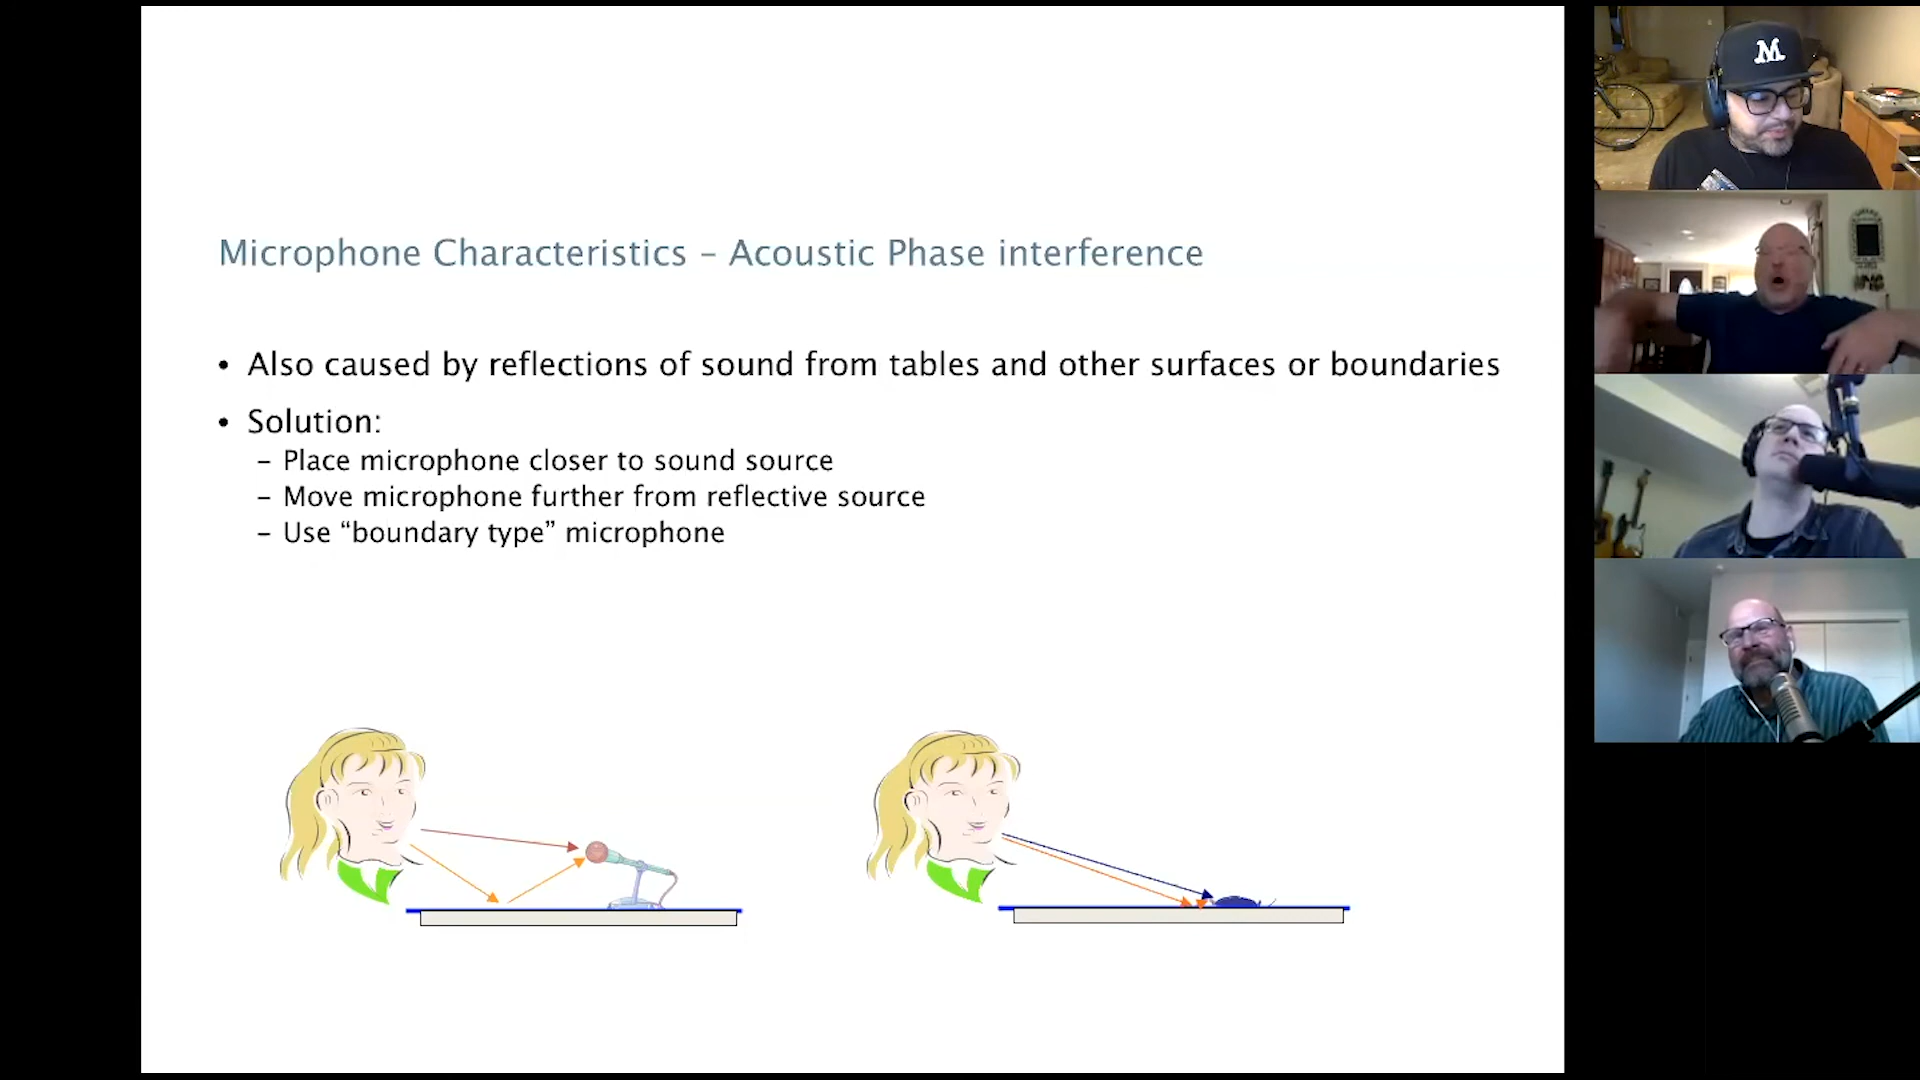 Microphone Characteristics – Acoustic Phase interference
• Also caused by reflections of sound from tables and other surfaces or boundaries
• Solution:
– Place microphone closer to sound source
– Move microphone further from reflective source
– Use “boundary type” microphone
M